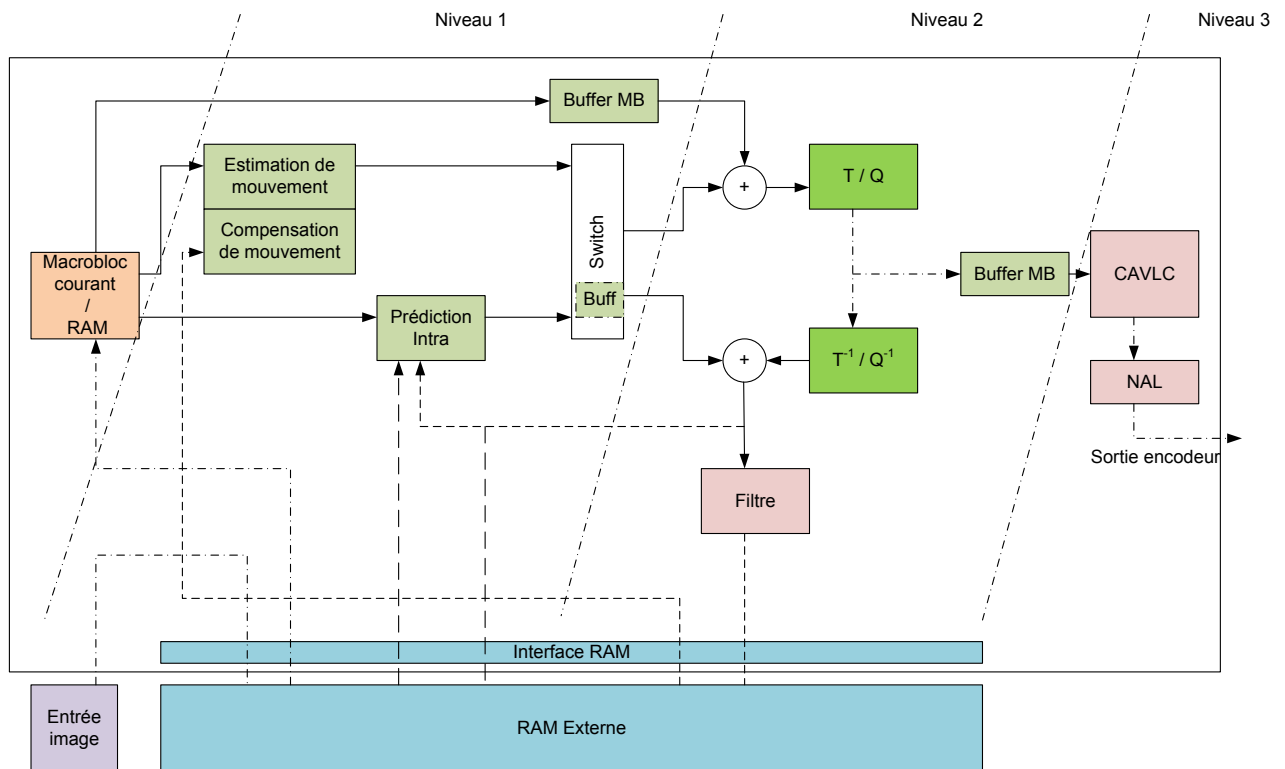 Niveau 1
Niveau 2
Niveau 3
Buffer MB
Estimation de
mouvement
Compensation
de mouvement
Switch
Buff
+
T / Q
Macrobloc
courant
/
RAM
Prédiction
Intra
+
T⁻¹ / Q⁻¹
Buffer MB
CAVLC
NAL
Sortie encodeur
Filtre
Interface RAM
Entrée
image
RAM Externe